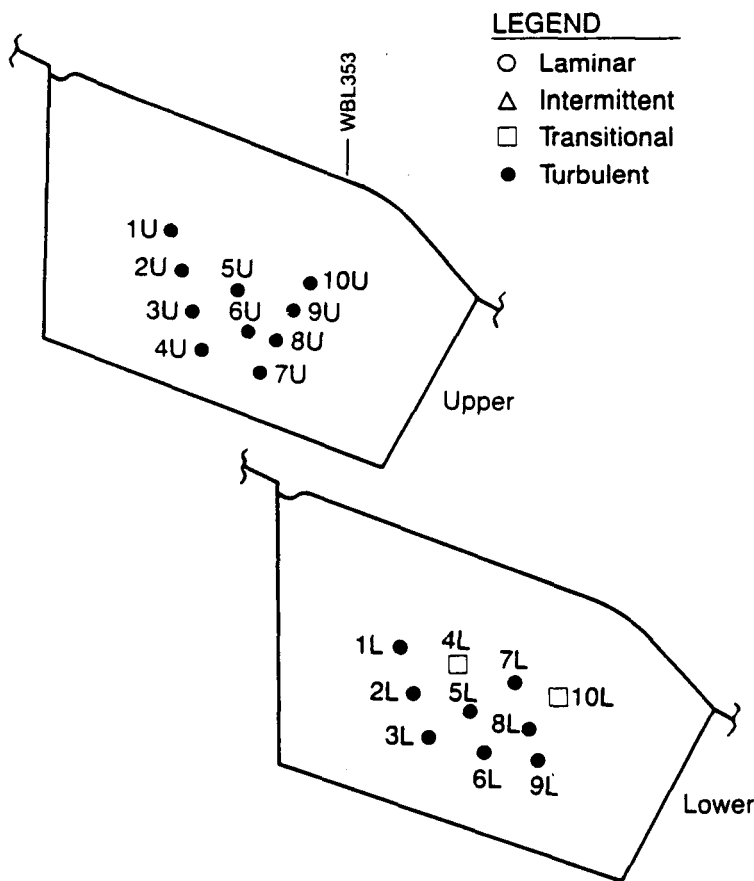 LEGEND
Laminar
Intermittent
Transitional
Turbulent
WBL353
1U
2U
5U
10U
3U
6U
9U
4U
8U
7U
Upper
1L
4L
7L
2L
5L
10L
3L
8L
6L
9L
Lower